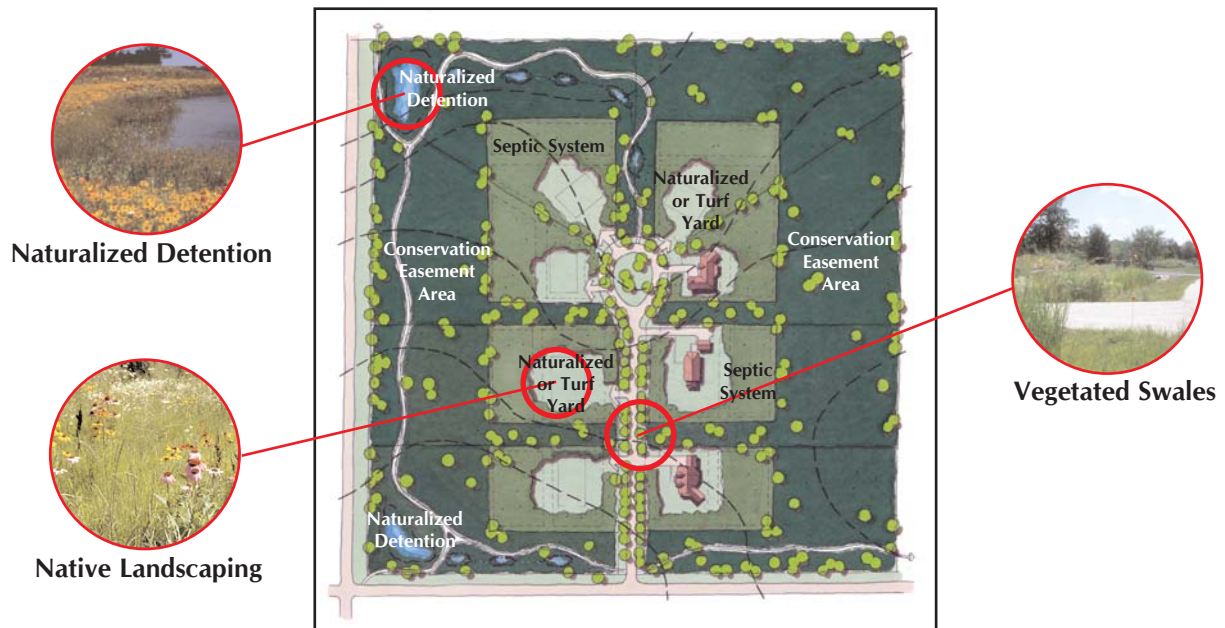 Naturalized
Detention
Septic System
Naturalized
or Turf
Yard
Naturalized Detention
Conservation
Easement
Area
Conservation
Easement
Area
Naturalized
or Turf
Yard
Septic
System
Vegetated Swales
Naturalized
Detention
Native Landscaping